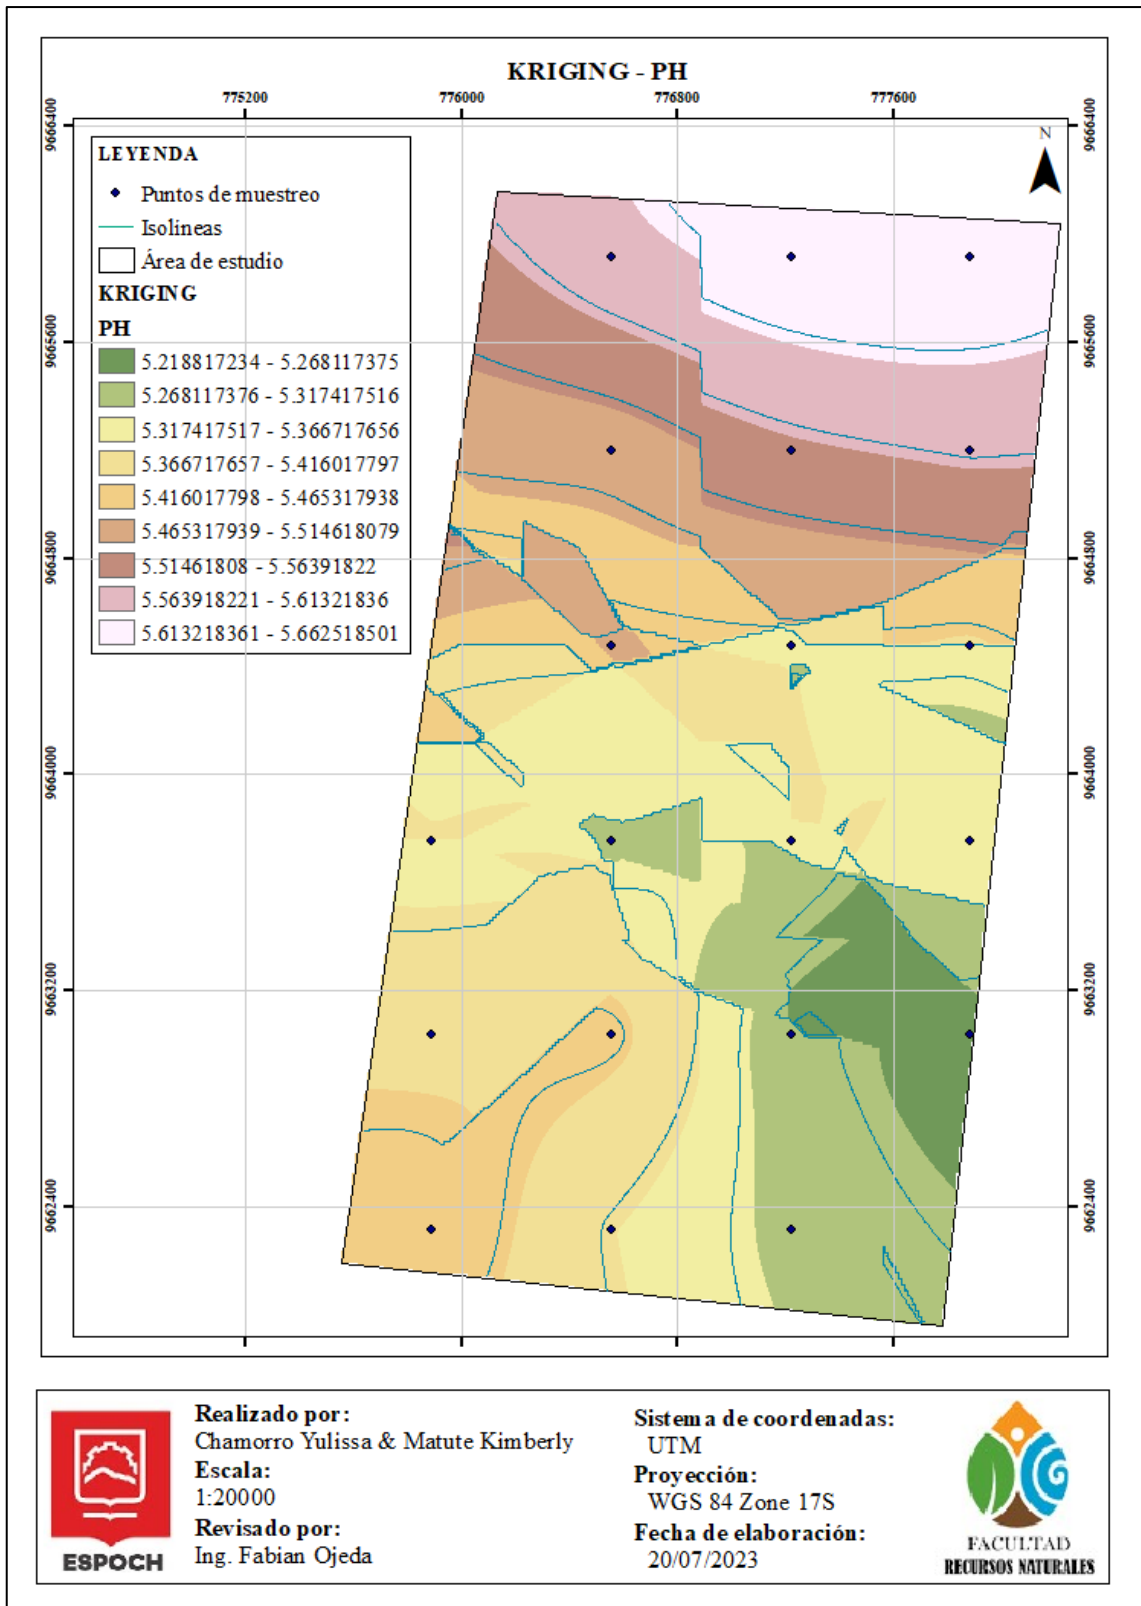 KRIGING - PH
775200 776000 776800 777600
9666400 9666400
N
LEYENDA
Puntos de muestreo
Isolineas
Área de estudio
KRIGING
PH
5.218817234 - 5.268117375
5.268117376 - 5.317417516
5.317417517 - 5.366717656
5.366717657 - 5.416017797
5.416017798 - 5.465317938
5.465317939 - 5.514618079
5.51461808 - 5.56391822
5.563918221 - 5.61321836
5.613218361 - 5.662518501
9665600 9665600
9664800 9664800
9664000 9664000
9663200 9663200
9662400 9662400
ESPOCH
Realizado por:
Chamorro Yulissa & Matute Kimberly
Escala:
1:20000
Revisado por:
Ing. Fabian Ojeda
Sistema de coordenadas:
UTM
Proyección:
WGS 84 Zone 17S
Fecha de elaboración:
20/07/2023
FACULTAD
RECURSOS NATURALES